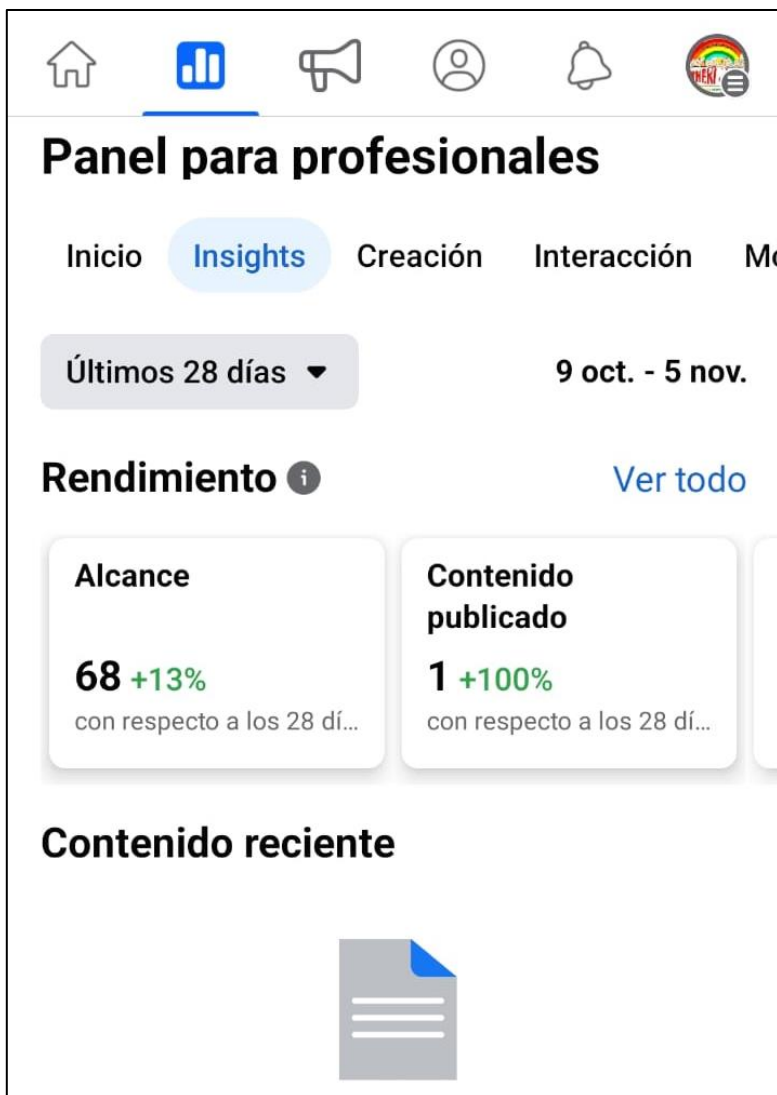 Panel para profesionales
Inicio Insights Creación Interacción
Últimos 28 días 9 oct. - 5 nov.
Rendimiento Ver todo
Alcance
Contenido
publicado
68 +13%
1 +100%
con respecto a los 28 dí...
con respecto a los 28 dí...
Contenido reciente